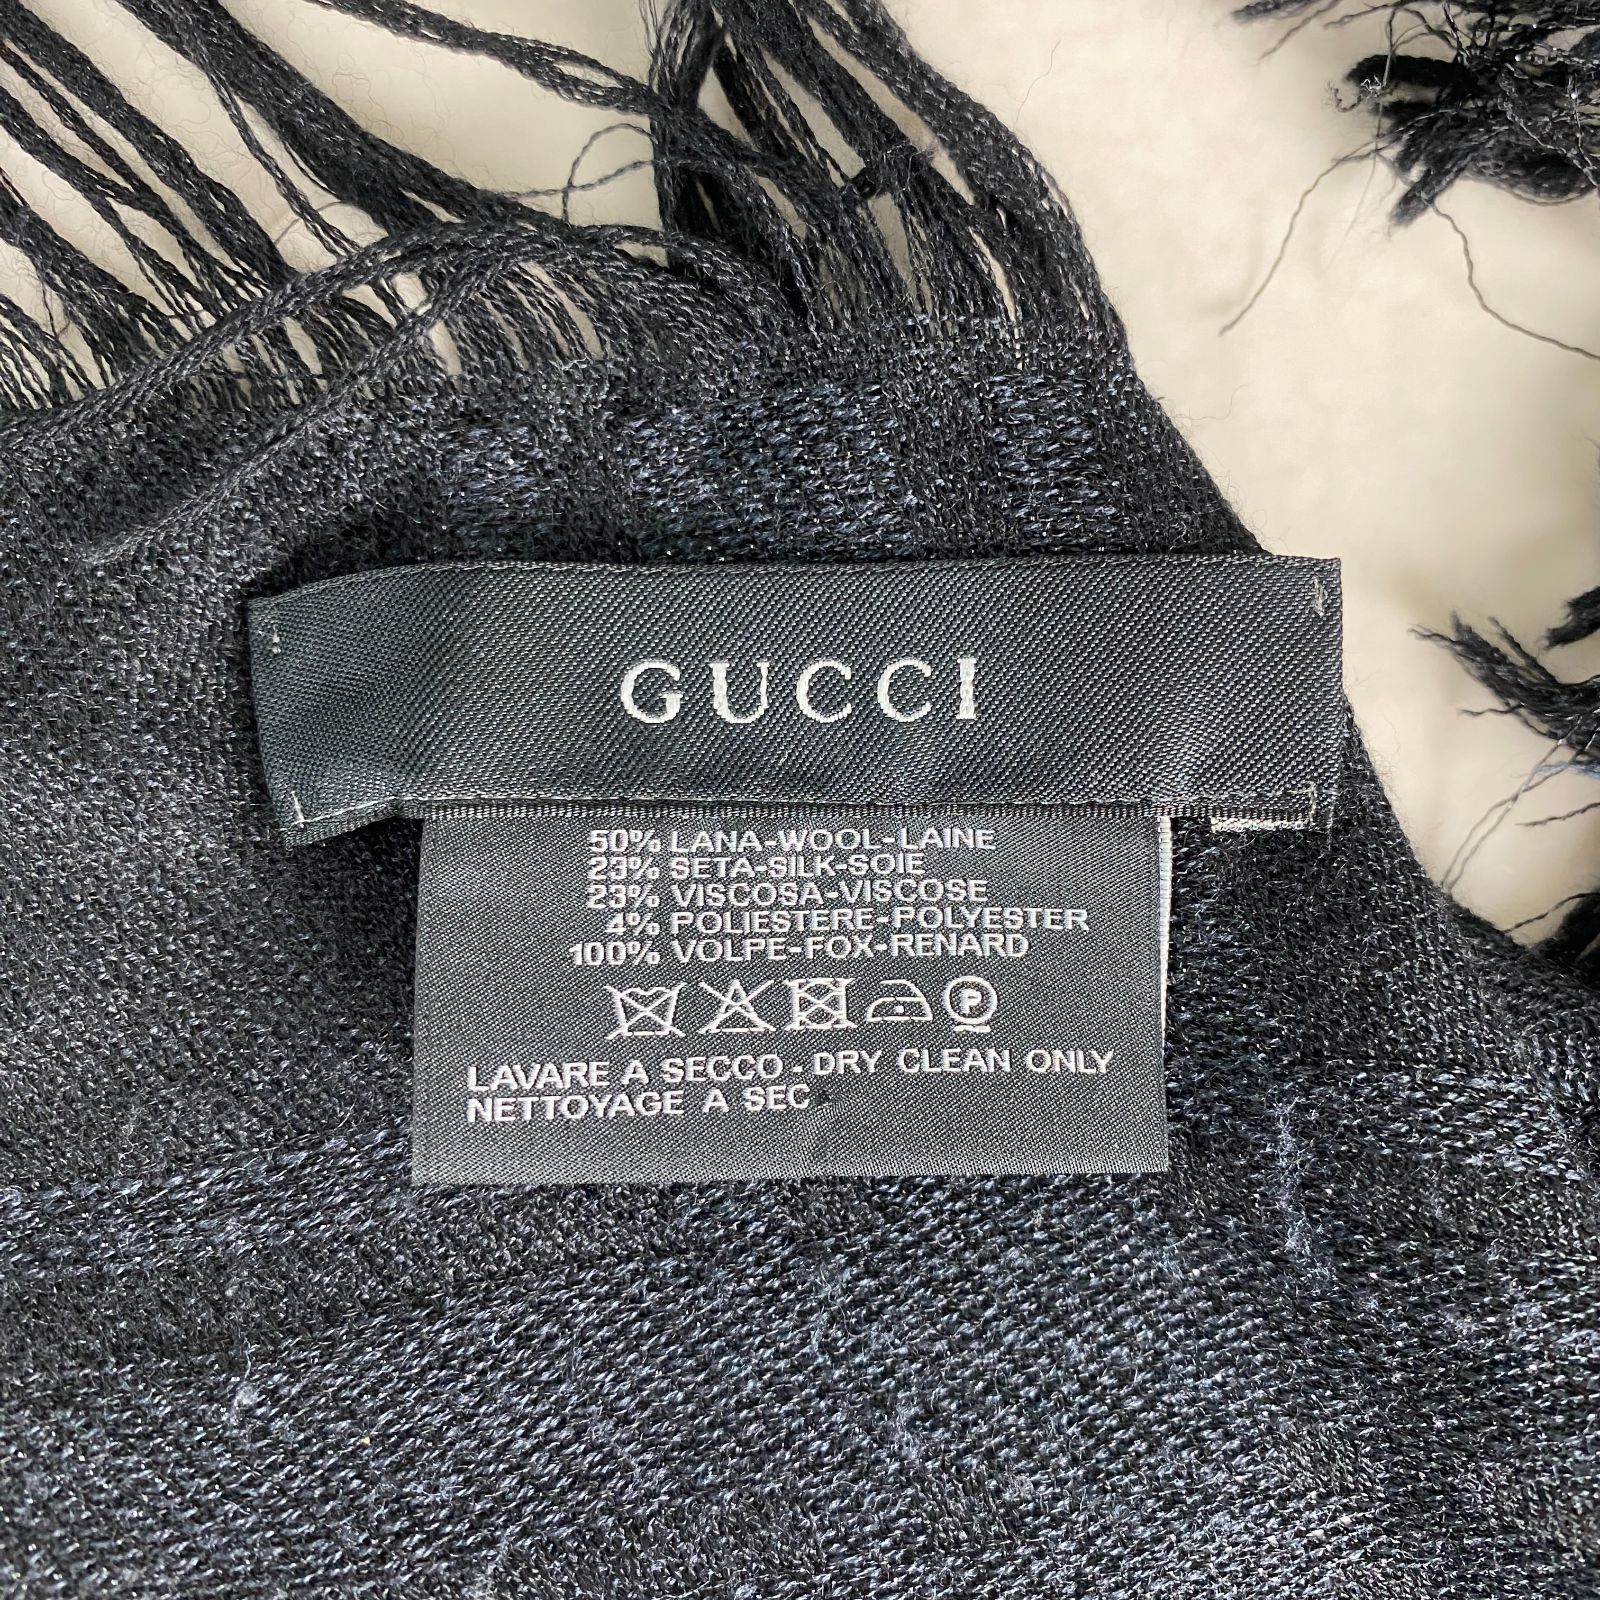 GUCCI
50% LANA-WOOL-LAINE
23% SETA-SILK-SOIE
23% VISCOSA-VISCOSE
4% POLIESTERE-POLYESTER
100% VOLPE-FOX-RENARD
P
LAVARE A SECCO - DRY CLEAN ONLY
NETTOYAGE A SEC